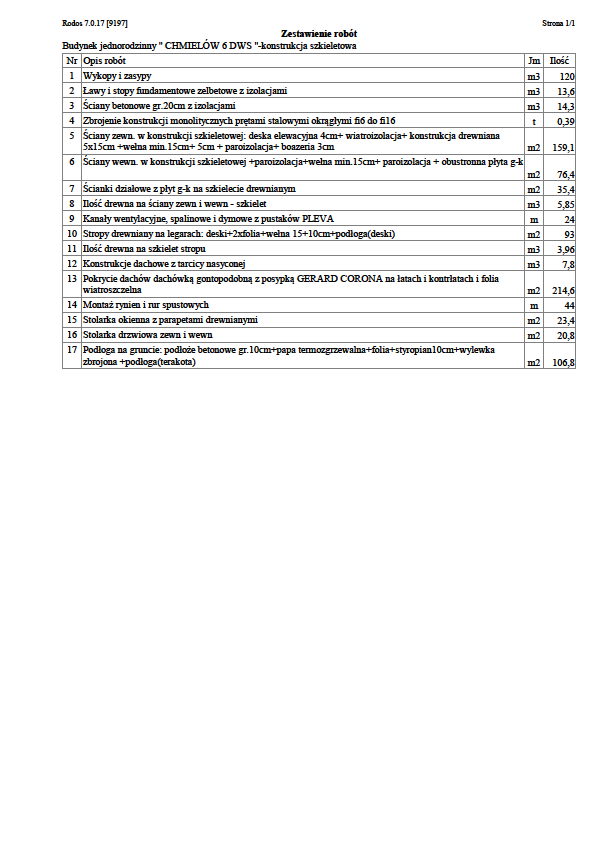 Rodos 7.0.17 [9197] Strona 1/1
Zestawienie robót
Budynek jednorodzinny " CHMIELÓW 6 DWS "-konstrukcja szkieletowa
Nr Opis robót Jm Ilość
1 Wykopy i zasypy m3 120
2 Ławy i stopy fundamentowe zelbetowe z izolacjami m3 13,6
3 Ściany betonowe gr.20cm z izolacjami m3 14,3
4 Zbrojenie konstrukcji monolitycznych prętami stalowymi okrągłymi fi6 do fi16 t 0,39
5 Ściany zewn. w konstrukcji szkieletowej: deska elewacyjna 4cm+ wiatroizolacja+ konstrukcja drewniana
5x15cm +wełna min.15cm+ 5cm + paroizolacja+ boazeria 3cm m2 159,1
6 Ściany wewn. w konstrukcji szkieletowej +paroizolacja+wełna min.15cm+ paroizolacja + obustronna płyta g-k
m2 76,4
7 Ścianki działowe z płyt g-k na szkielecie drewnianym m2 35,4
8 Ilość drewna na ściany zewn i wewn - szkielet m3 5,85
9 Kanały wentylacyjne, spalinowe i dymowe z pustaków PLEVA m 24
10 Stropy drewniany na legarach: deski+2xfolia+wełna 15+10cm+podłoga(deski) m2 93
11 Ilość drewna na szkielet stropu m3 3,96
12 Konstrukcje dachowe z tarcicy nasyconej m3 7,8
13 Pokrycie dachów dachówką gontopodobną z posypką GERARD CORONA na łatach i kontrłatach i folia
wiatroszczelna m2 214,6
14 Montaż rynien i rur spustowych m 44
15 Stolarka okienna z parapetami drewnianymi m2 23,4
16 Stolarka drzwiowa zewn i wewn m2 20,8
17 Podłoga na gruncie: podłoże betonowe gr.10cm+papa termozgrzewalna+folia+styropian10cm+wylewka
zbrojona +podłoga(terakota) m2 106,8